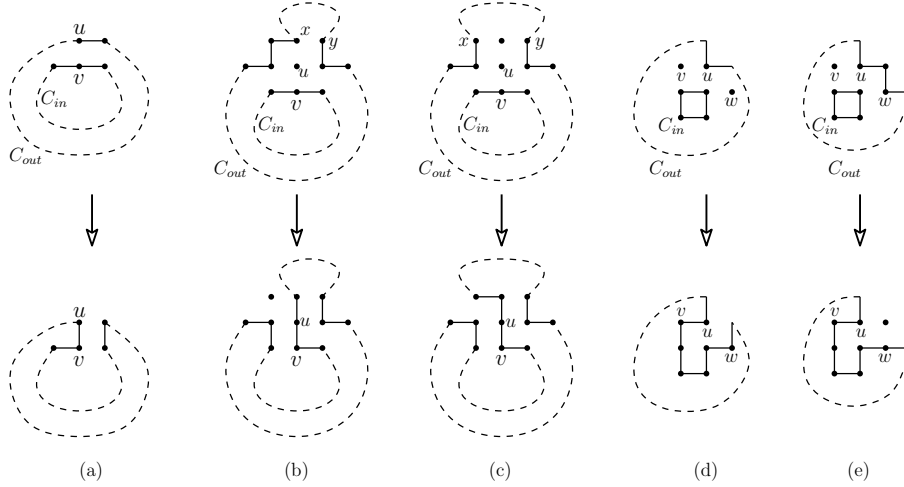 u
v
C_in
C_out
x
y
u
v
C_in
C_out
x
y
u
v
C_in
C_out
v
u
w
C_in
C_out
v
u
w
C_in
C_out
u
v
u
v
u
v
v
u
w
v
u
w
(a)
(b)
(c)
(d)
(e)